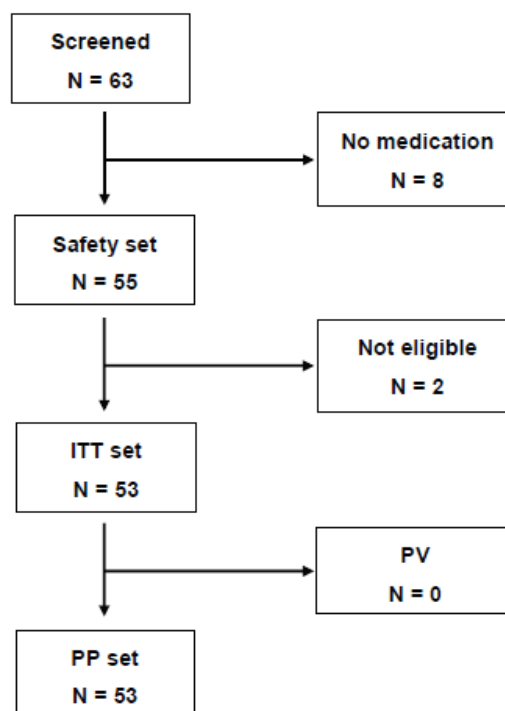 Screened
N = 63
No medication
N = 8
Safety set
N = 55
Not eligible
N = 2
ITT set
N = 53
PV
N = 0
PP set
N = 53